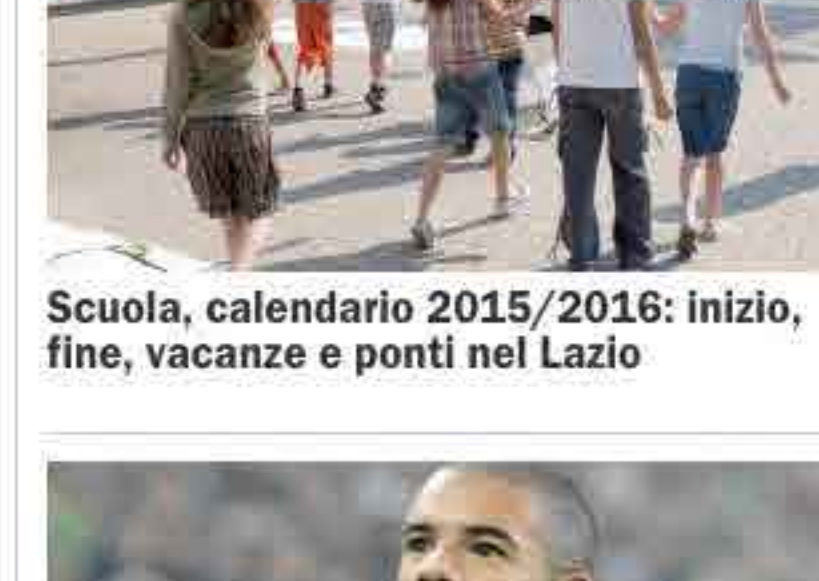 Scuola, calendario 2015/2016: inizio,
fine, vacanze e ponti nel Lazio